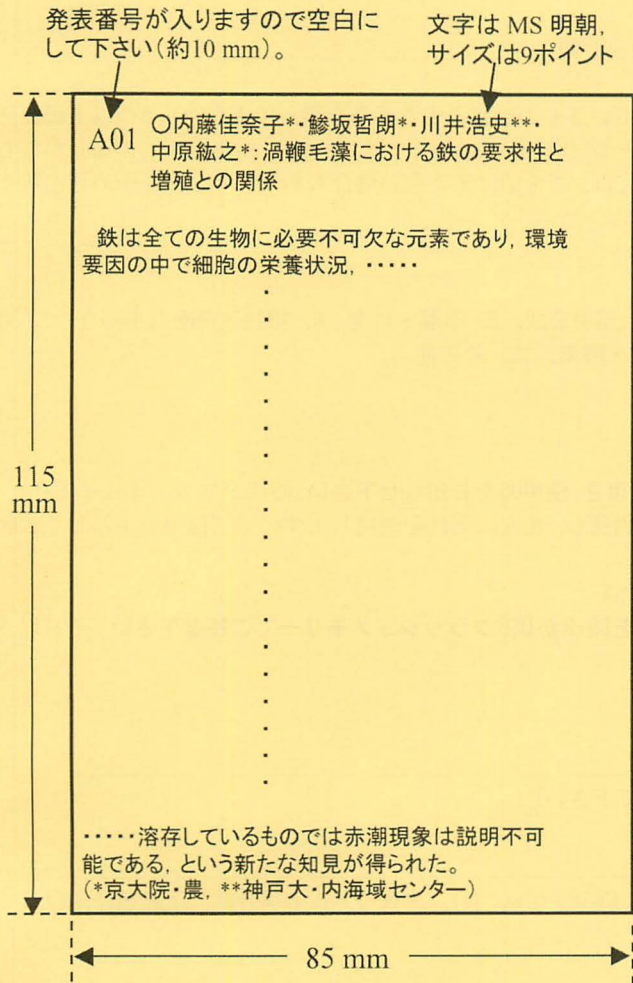 発表番号が入りますので空白に
して下さい(約10 mm)。
文字は MS 明朝,
サイズは9ポイント
A01
○内藤佳奈子*・鰺坂哲朗*・川井浩史**・
中原紘之*:渦鞭毛藻における鉄の要求性と
増殖との関係
鉄は全ての生物に必要不可欠な元素であり, 環境
要因の中で細胞の栄養状況, ・・・・・
・・・・・溶存しているものでは赤潮現象は説明不可
能である, という新たな知見が得られた。
(*京大院・農, **神戸大・内海域センター)
115
mm
85 mm